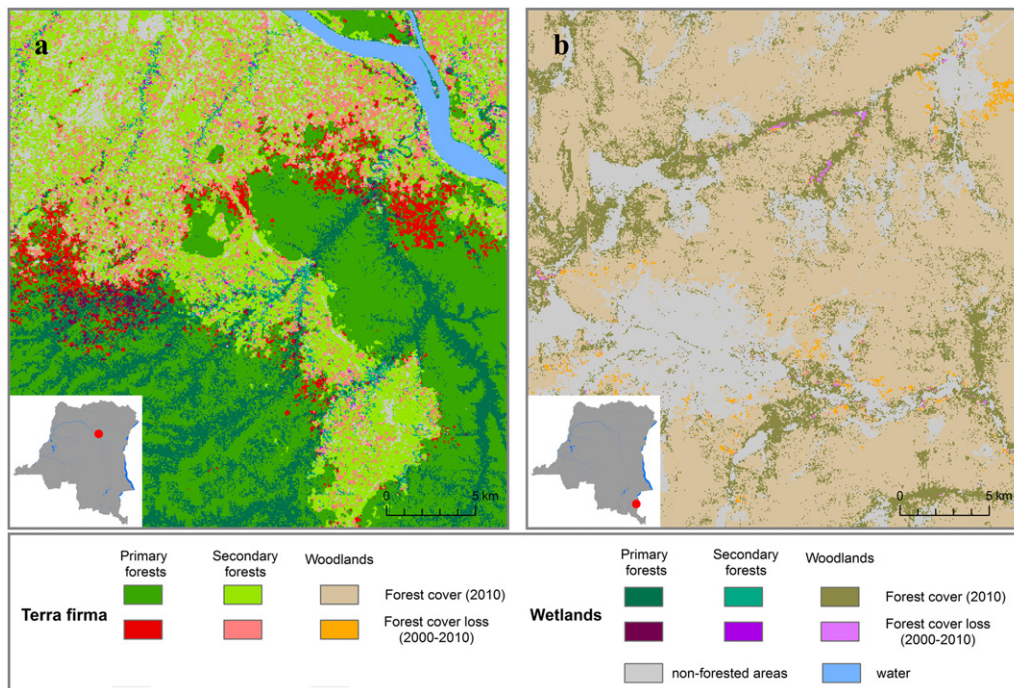 a
b
0 5 km
0 5 km
Primary forests
Secondary forests
Woodlands
Terra firma
Forest cover (2010)
Forest cover loss
(2000-2010)
Primary forests
Secondary forests
Woodlands
Wetlands
Forest cover (2010)
Forest cover loss
(2000-2010)
non-forested areas
water